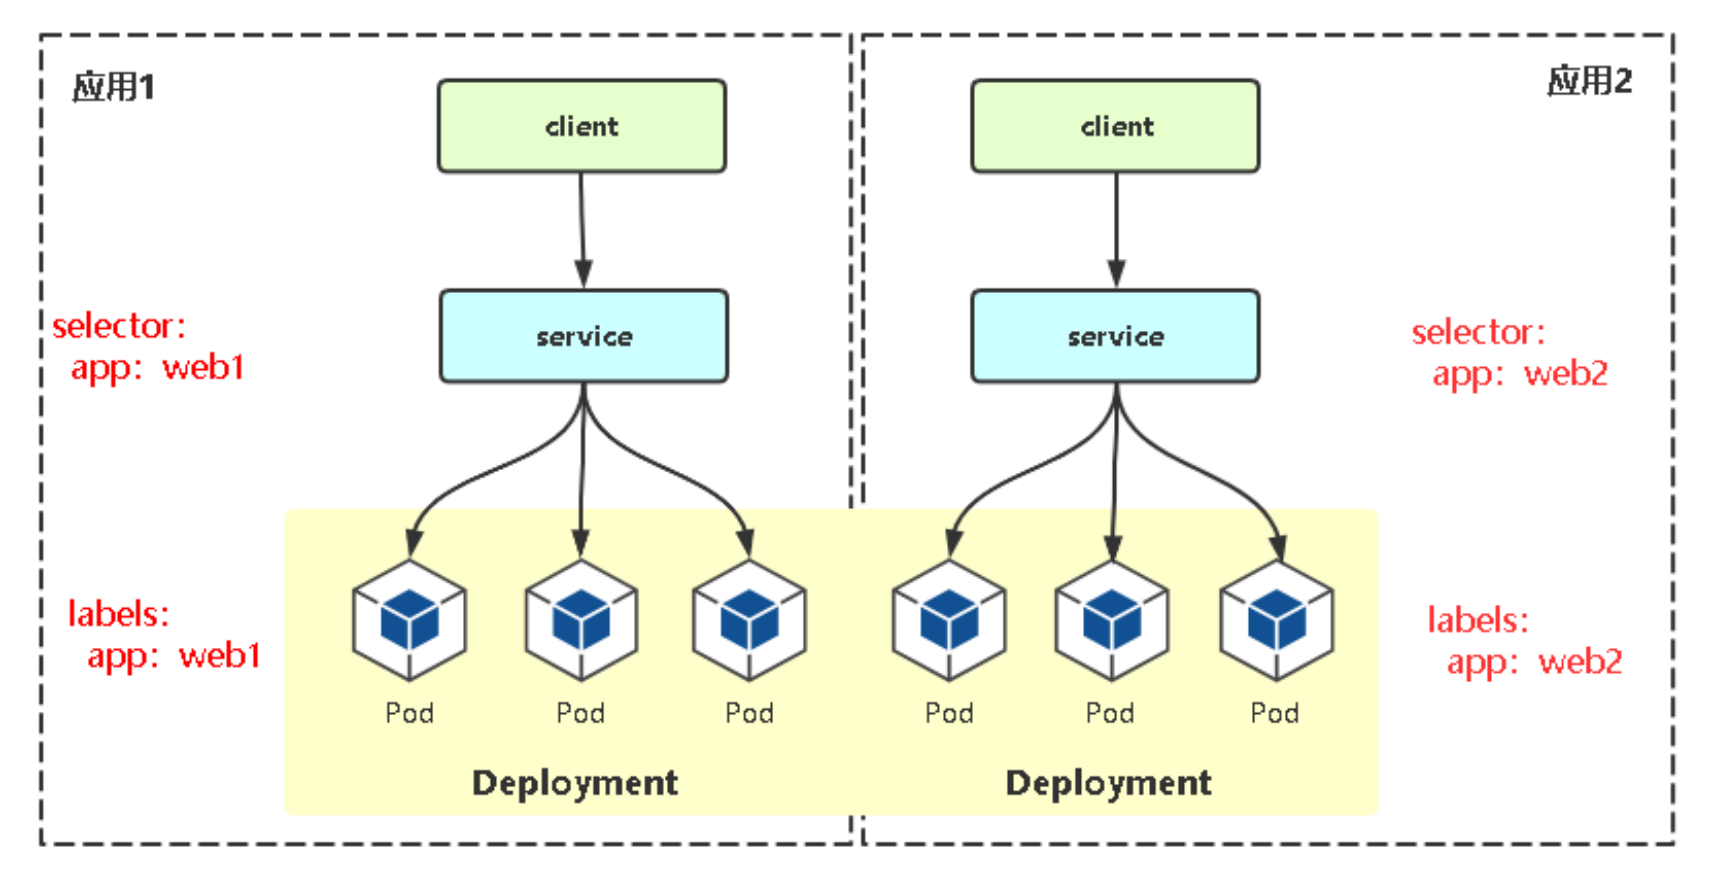 应用1
client
selector:
app: web1
service
labels:
app: web1
Pod
Pod
Pod
Deployment
应用2
client
service
selector:
app: web2
labels:
app: web2
Pod
Pod
Pod
Deployment